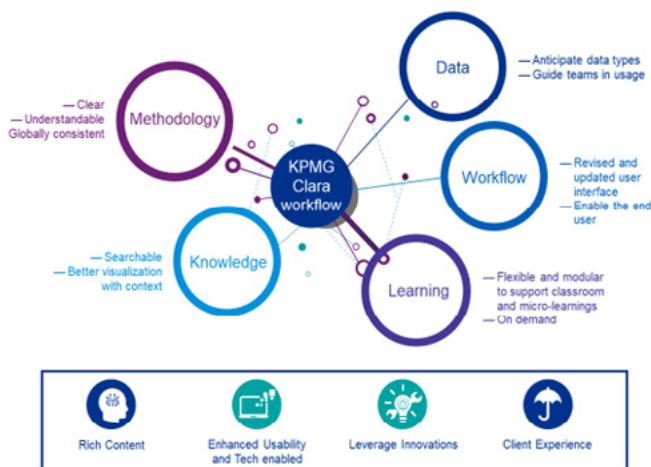 Methodology
— Clear
— Understandable
Globally consistent
KPMG
Clara
workflow
Data
— Anticipate data types
— Guide teams in usage
Workflow
— Revised and
updated user
interface
— Enable the end
user
Knowledge
— Searchable
— Better visualization
with context
Learning
— Flexible and modular
to support classroom
and micro-learnings
— On demand
Rich Content
Enhanced Usability
and Tech enabled
Leverage Innovations
Client Experience